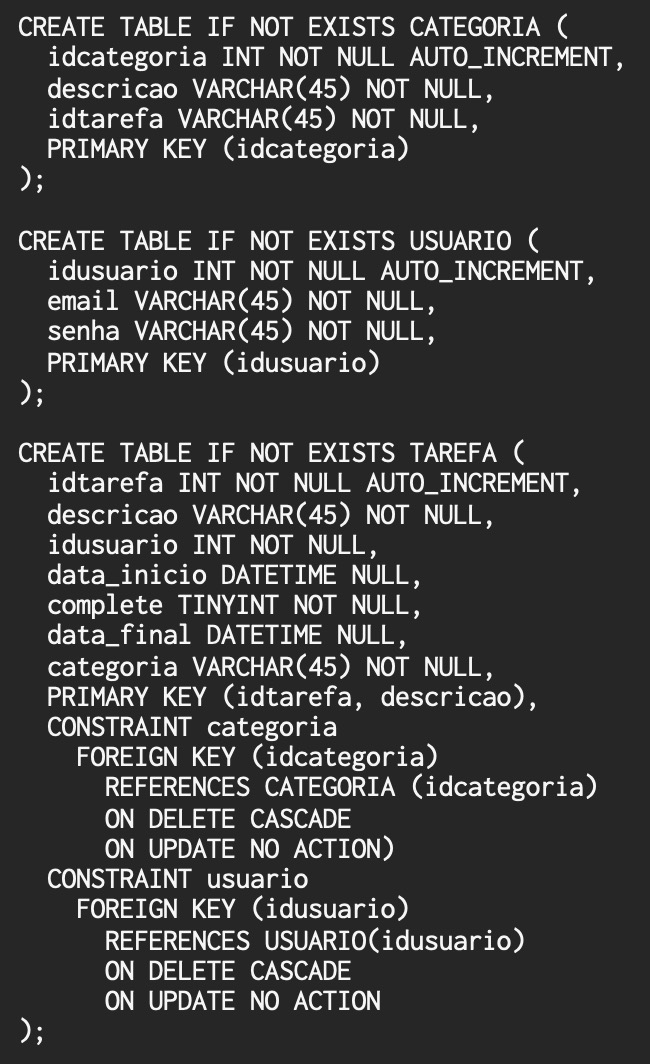 CREATE TABLE IF NOT EXISTS CATEGORIA (
  idcategoria INT NOT NULL AUTO_INCREMENT,
  descricao VARCHAR(45) NOT NULL,
  idtarefa VARCHAR(45) NOT NULL,
  PRIMARY KEY (idcategoria)
);

CREATE TABLE IF NOT EXISTS USUARIO (
  idusuario INT NOT NULL AUTO_INCREMENT,
  email VARCHAR(45) NOT NULL,
  senha VARCHAR(45) NOT NULL,
  PRIMARY KEY (idusuario)
);

CREATE TABLE IF NOT EXISTS TAREFA (
  idtarefa INT NOT NULL AUTO_INCREMENT,
  descricao VARCHAR(45) NOT NULL,
  idusuario INT NOT NULL,
  data_inicio DATETIME NULL,
  complete TINYINT NOT NULL,
  data_final DATETIME NULL,
  categoria VARCHAR(45) NOT NULL,
  PRIMARY KEY (idtarefa, descricao),
  CONSTRAINT categoria
    FOREIGN KEY (idcategoria)
      REFERENCES CATEGORIA (idcategoria)
      ON DELETE CASCADE
      ON UPDATE NO ACTION)
  CONSTRAINT usuario
    FOREIGN KEY (idusuario)
      REFERENCES USUARIO(idusuario)
      ON DELETE CASCADE
      ON UPDATE NO ACTION
);